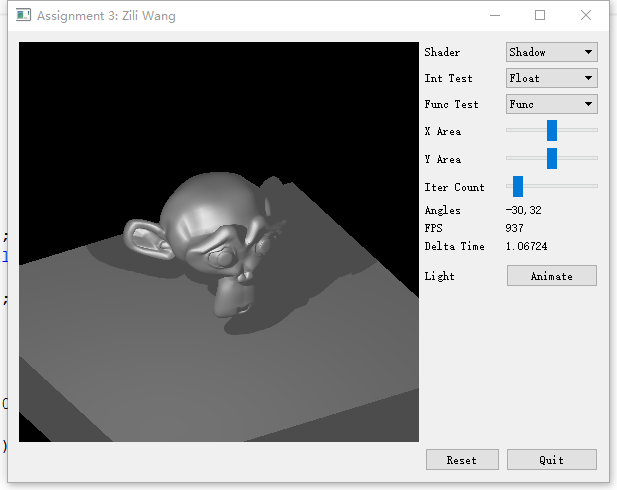 Assignment 3: Zili Wang
Shader Shadow
Int Test Float
Func Test Func
X Area
Y Area
Iter Count
Angles -30,32
FPS 937
Delta Time 1.06724
Light Animate
Reset Quit